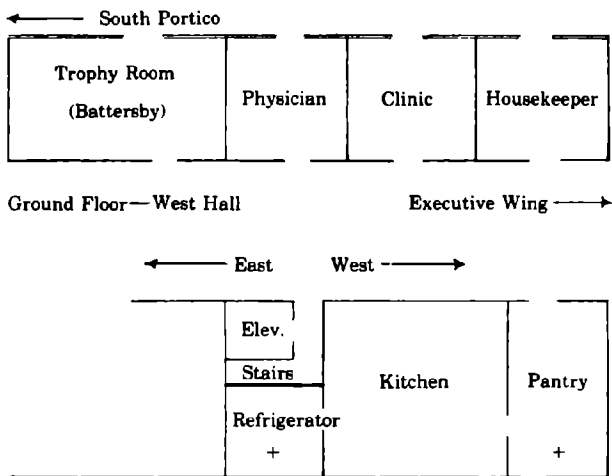 South Portico
Trophy Room
(Battersby)
Physician
Clinic
Housekeeper
Ground Floor—West Hall
Executive Wing
East
West
Elev.
Stairs
Refrigerator
+
Kitchen
Pantry
+